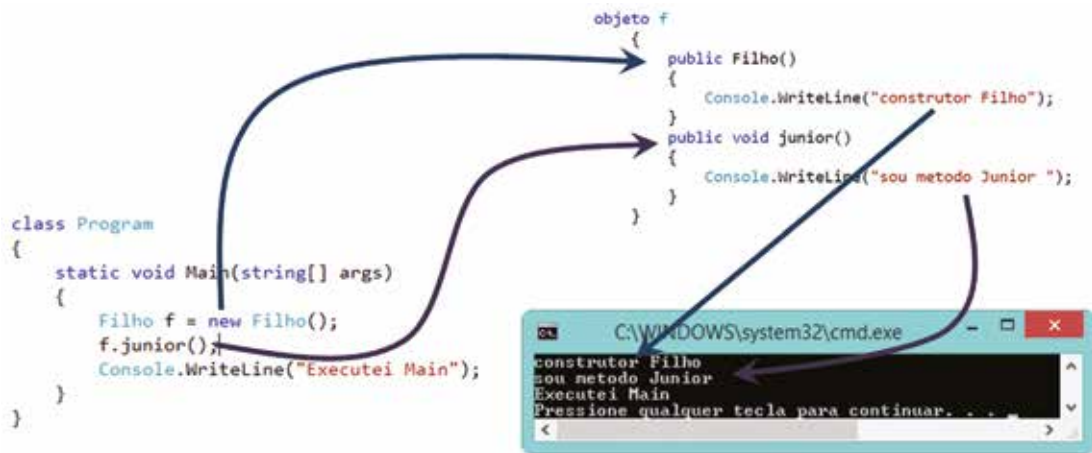 objeto f
{
public Filho()
{
Console.WriteLine("construtor Filho");
}
public void junior()
{
Console.WriteLine("sou metodo Junior ");
}
}
class Program
{
static void Main(string[] args)
{
Filho f = new Filho();
f.junior();
Console.WriteLine("Executei Main");
}
}
C:\WINDOWS\system32\cmd.exe
construtor Filho
sou metodo Junior
Executei Main
Pressione qualquer tecla para continuar. . . _